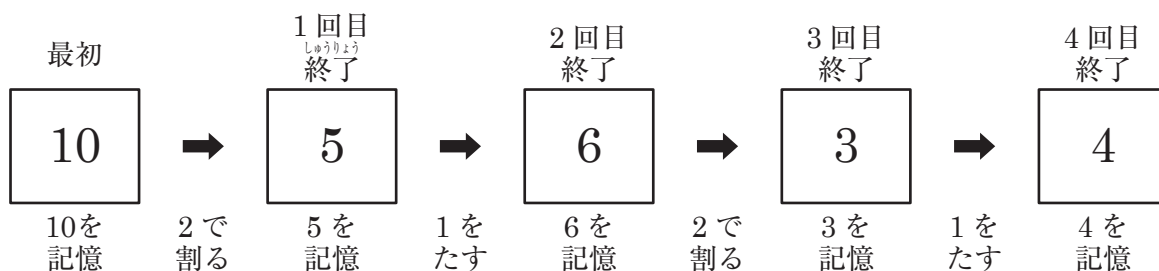 最初
1回目
しゅうりょう
終了
2回目
終了
3回目
終了
4回目
終了
10
5
6
3
4
10を
記憶
2で
割る
5を
記憶
1を
たす
6を
記憶
2で
割る
3を
記憶
1を
たす
4を
記憶